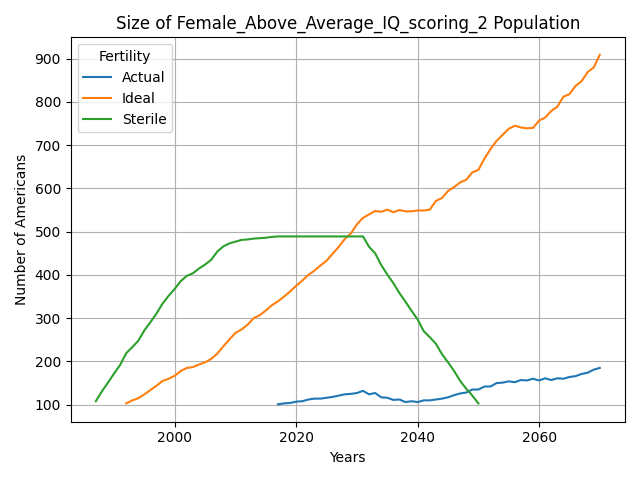 Size of Female_Above_Average_IQ_scoring_2 Population
Number of Americans
900
800
700
600
500
400
300
200
100
Fertility
Actual
Ideal
Sterile
2000
2020
2040
2060
Years